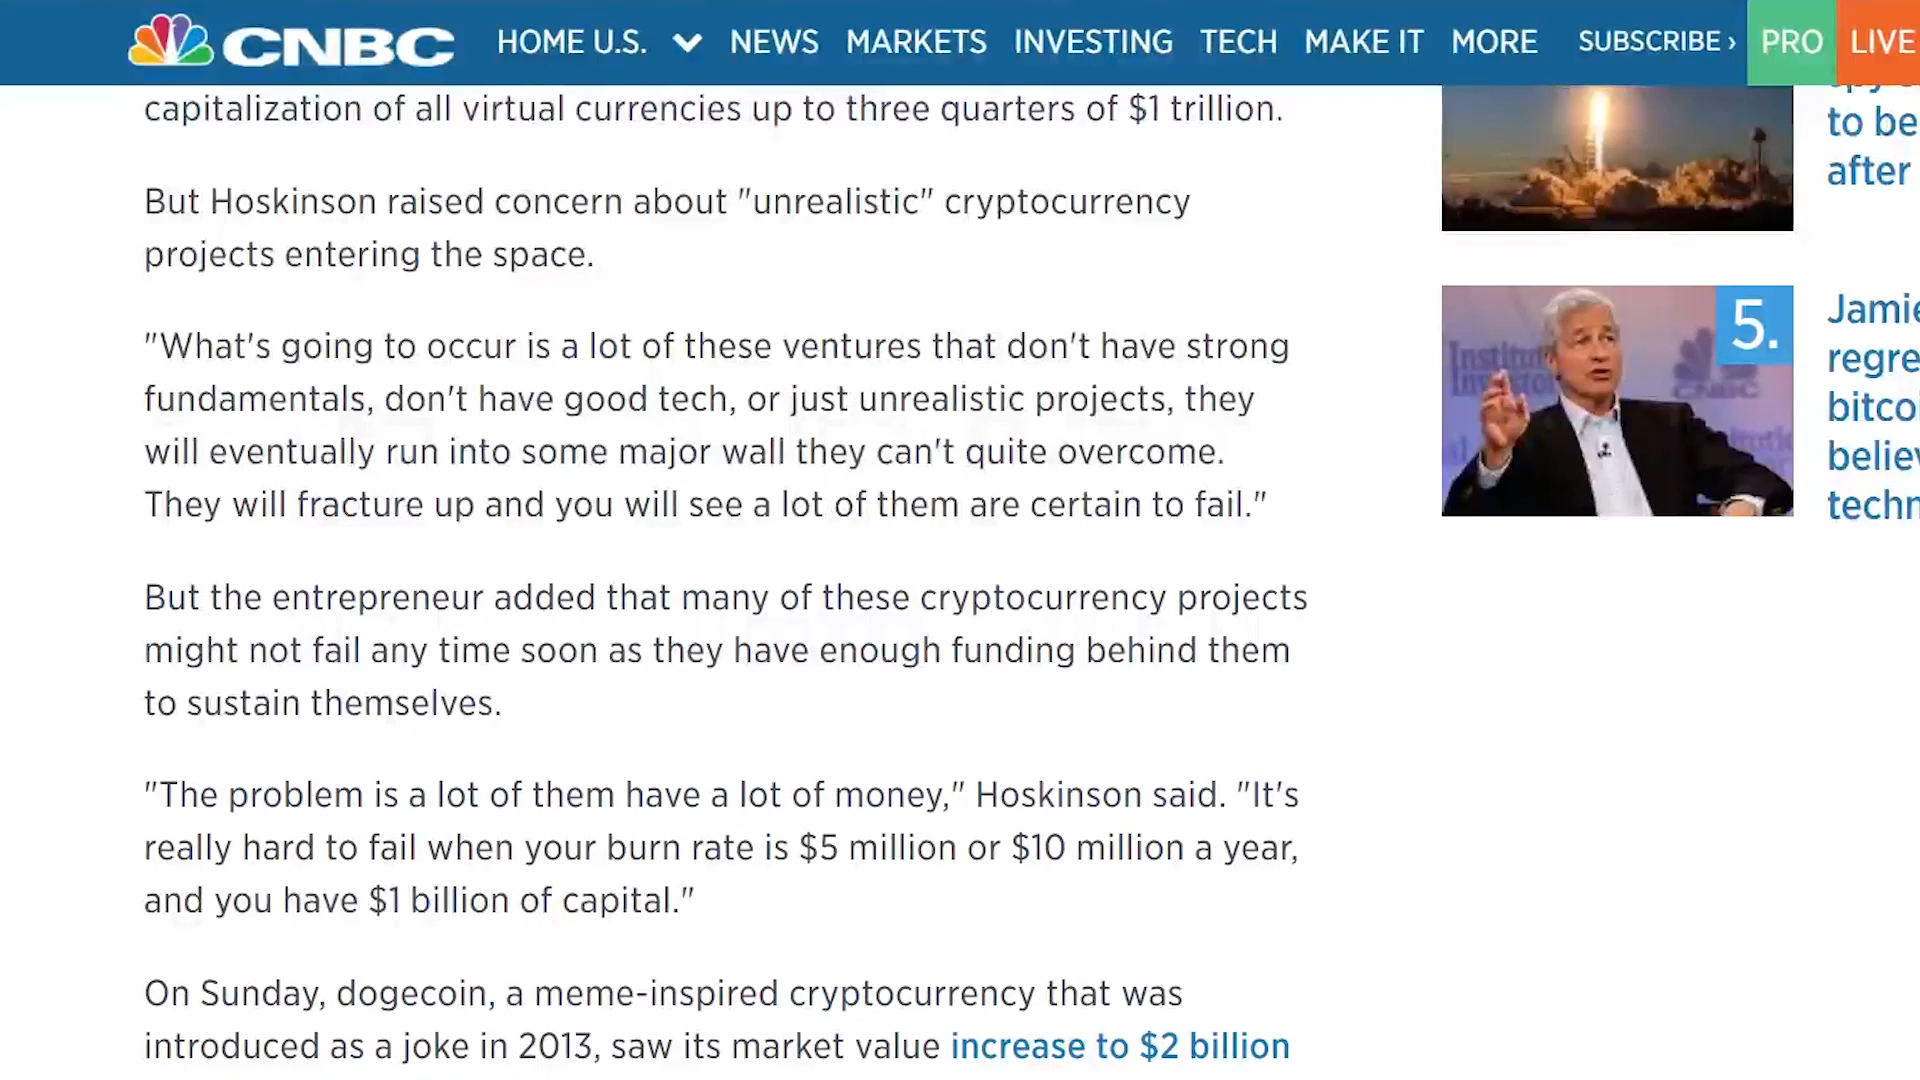 CNBC HOME U.S. NEWS MARKETS INVESTING TECH MAKE IT MORE SUBSCRIBE › PRO LIVE
capitalization of all virtual currencies up to three quarters of $1 trillion.
But Hoskinson raised concern about "unrealistic" cryptocurrency
projects entering the space.
"What's going to occur is a lot of these ventures that don't have strong
fundamentals, don't have good tech, or just unrealistic projects, they
will eventually run into some major wall they can't quite overcome.
They will fracture up and you will see a lot of them are certain to fail."
But the entrepreneur added that many of these cryptocurrency projects
might not fail any time soon as they have enough funding behind them
to sustain themselves.
"The problem is a lot of them have a lot of money," Hoskinson said. "It's
really hard to fail when your burn rate is $5 million or $10 million a year,
and you have $1 billion of capital."
On Sunday, dogecoin, a meme-inspired cryptocurrency that was
introduced as a joke in 2013, saw its market value increase to $2 billion
to be
after
5.
Jamie
regre
bitco
belie
techn
CNBC